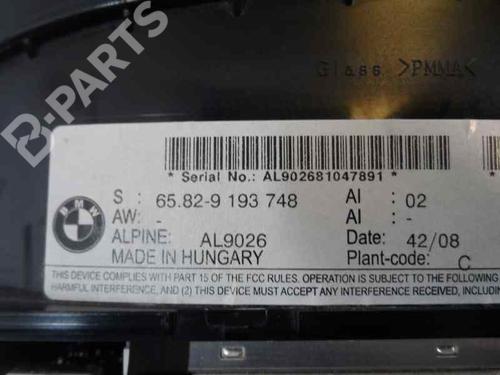 B-PARTS
Glass >PMMA<
* Serial No.: AL902681047891 *
BMW
S : 65.82-9 193 748 AI : 02
AW: - AI : -
ALPINE: AL9026 Date: 42/08
MADE IN HUNGARY Plant-code: C
THIS DEVICE COMPLIES WITH PART 15 OF THE FCC RULES. OPERATION IS SUBJECT TO THE FOLLOWING
HARMFUL INTERFERENCE, AND (2) THIS DEVICE MUST ACCEPT ANY INTERFERENCE RECEIVED, INCLUDING